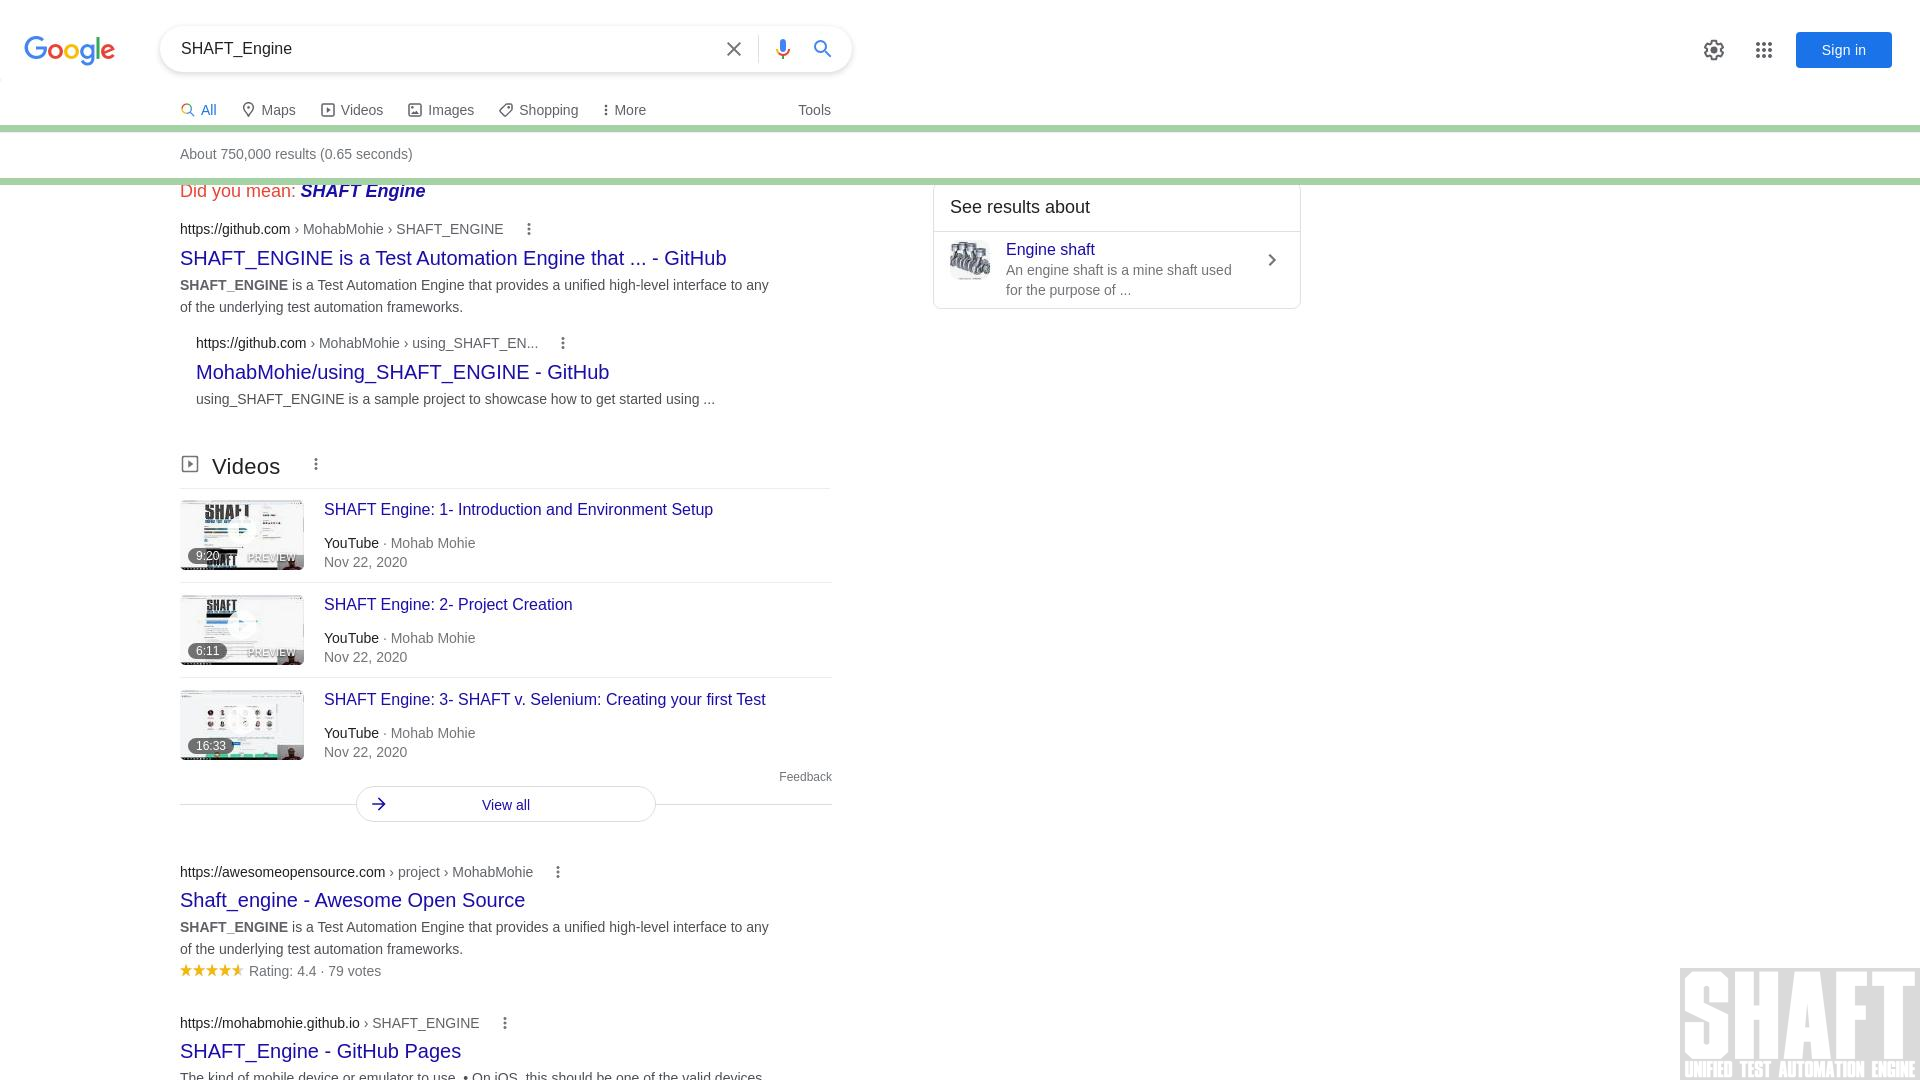 Google
SHAFT_Engine
Sign in
All
Maps
Videos
Images
Shopping
More
Tools
About 750,000 results (0.65 seconds)
Did you mean: SHAFT Engine
https://github.com › MohabMohie › SHAFT_ENGINE
SHAFT_ENGINE is a Test Automation Engine that ... - GitHub
SHAFT_ENGINE is a Test Automation Engine that provides a unified high-level interface to any
of the underlying test automation frameworks.
https://github.com › MohabMohie › using_SHAFT_EN...
MohabMohie/using_SHAFT_ENGINE - GitHub
using_SHAFT_ENGINE is a sample project to showcase how to get started using ...
See results about
Engine shaft
An engine shaft is a mine shaft used
for the purpose of ...
Videos
SHAFT
9:20
PREVIEW
SHAFT Engine: 1- Introduction and Environment Setup
YouTube · Mohab Mohie
Nov 22, 2020
SHAFT
6:11
PREVIEW
SHAFT Engine: 2- Project Creation
YouTube · Mohab Mohie
Nov 22, 2020
16:33
SHAFT Engine: 3- SHAFT v. Selenium: Creating your first Test
YouTube · Mohab Mohie
Nov 22, 2020
Feedback
View all
https://awesomeopensource.com › project › MohabMohie
Shaft_engine - Awesome Open Source
SHAFT_ENGINE is a Test Automation Engine that provides a unified high-level interface to any
of the underlying test automation frameworks.
Rating: 4.4 · 79 votes
https://mohabmohie.github.io › SHAFT_ENGINE
SHAFT_Engine - GitHub Pages
The kind of mobile device or emulator to use. • On iOS, this should be one of the valid devices
SHAFT
UNIFIED TEST AUTOMATION ENGINE